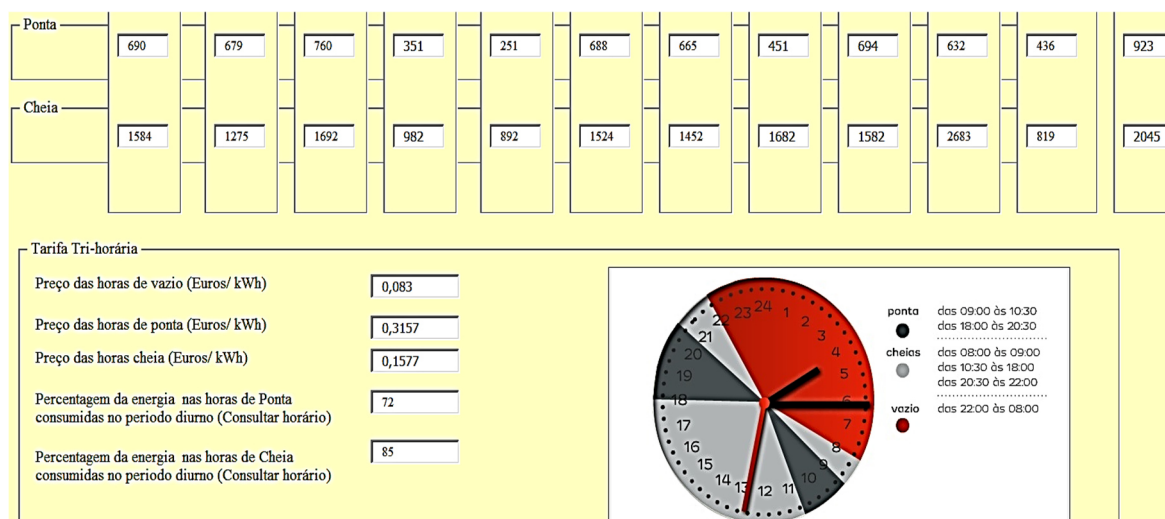 Ponta
690 679 760 351 251 688 665 451 694 632 436 923
Cheia
1584 1275 1692 982 892 1524 1452 1682 1582 2683 819 2045
Tarifa Tri-horária
Preço das horas de vazio (Euros/ kWh) 0,083
Preço das horas de ponta (Euros/ kWh) 0,3157
Preço das horas cheia (Euros/ kWh) 0,1577
Percentagem da energia nas horas de Ponta
consumidas no periodo diurno (Consultar horário) 72
Percentagem da energia nas horas de Cheia
consumidas no periodo diurno (Consultar horário) 85
24 1 2 3 4 5 6 7 8 9 10 11 12 13 14 15 16 17 18 19 20 21 22 23
ponta das 09:00 às 10:30
das 18:00 às 20:30
cheias das 08:00 às 09:00
das 10:30 às 18:00
das 20:30 às 22:00
vazio das 22:00 às 08:00